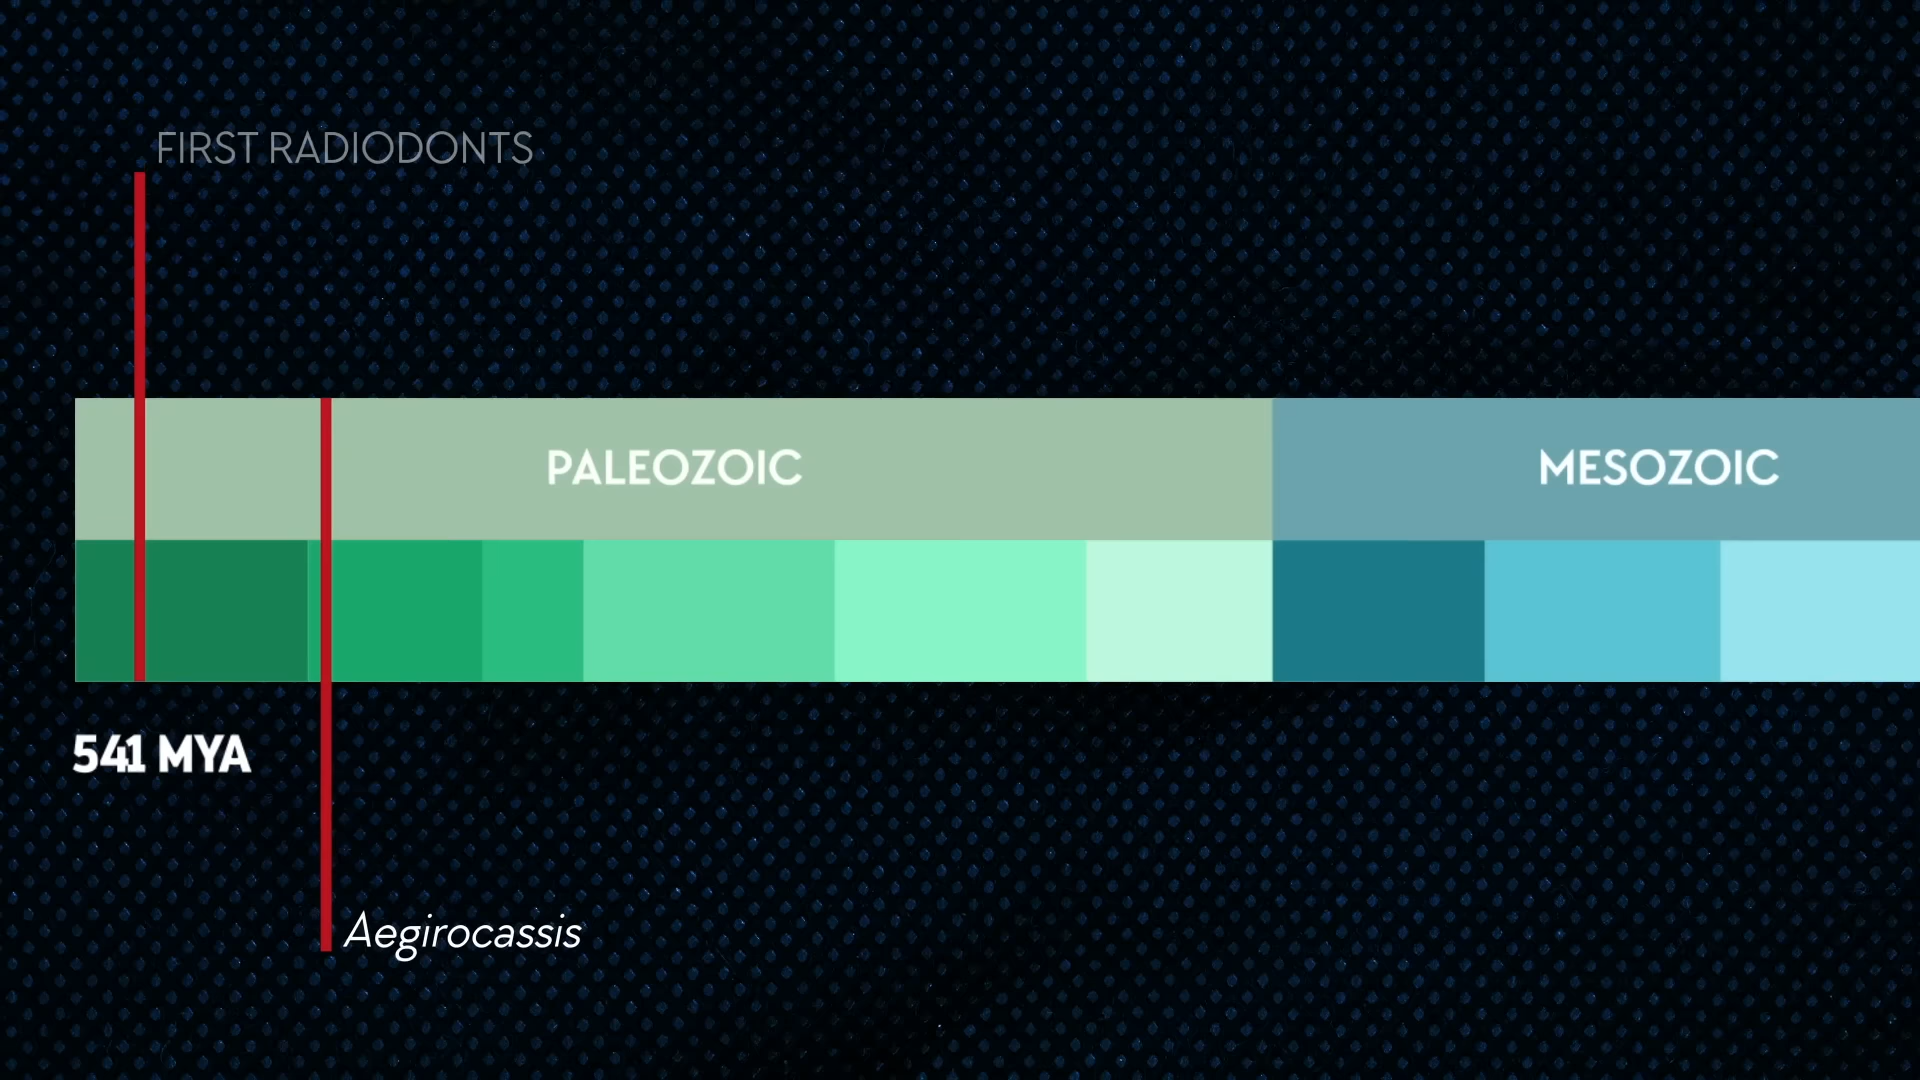 FIRST RADIODONTS
PALEOZOIC
MESOZOIC
541 MYA
Aegirocassis